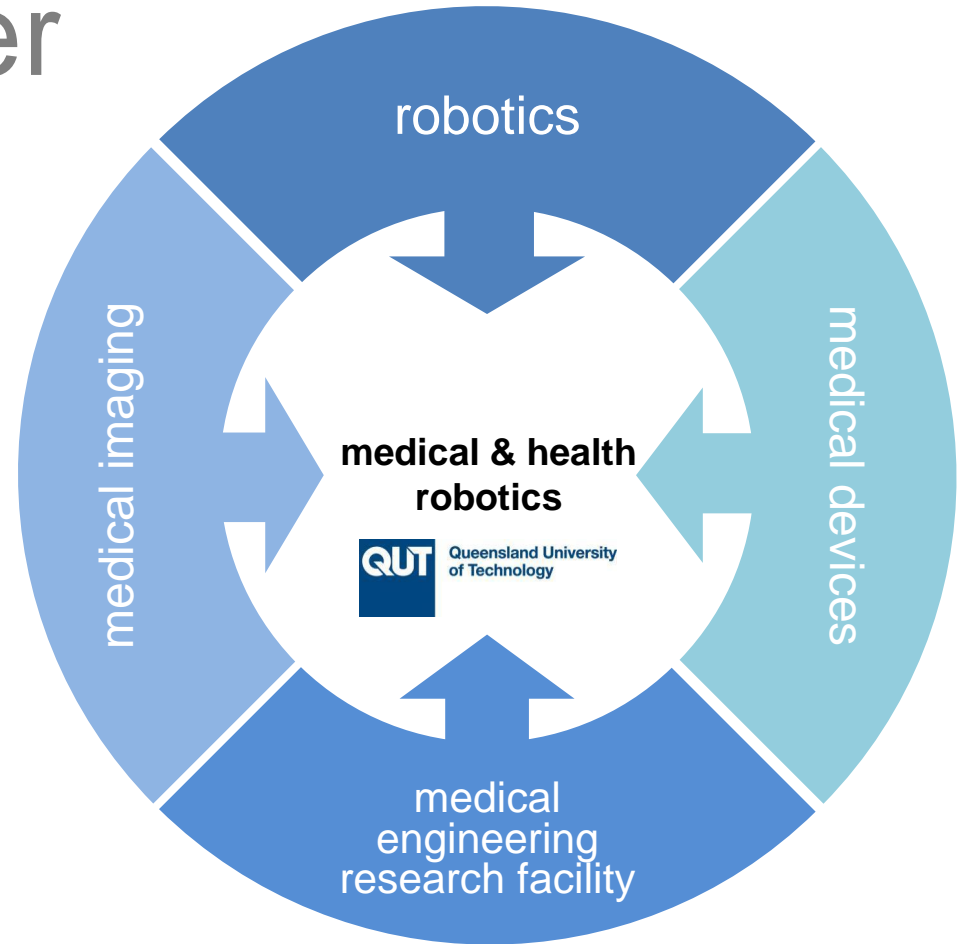 er
robotics
medical imaging
medical devices
medical & health
robotics
QUT
Queensland University
of Technology
medical
engineering
research facility